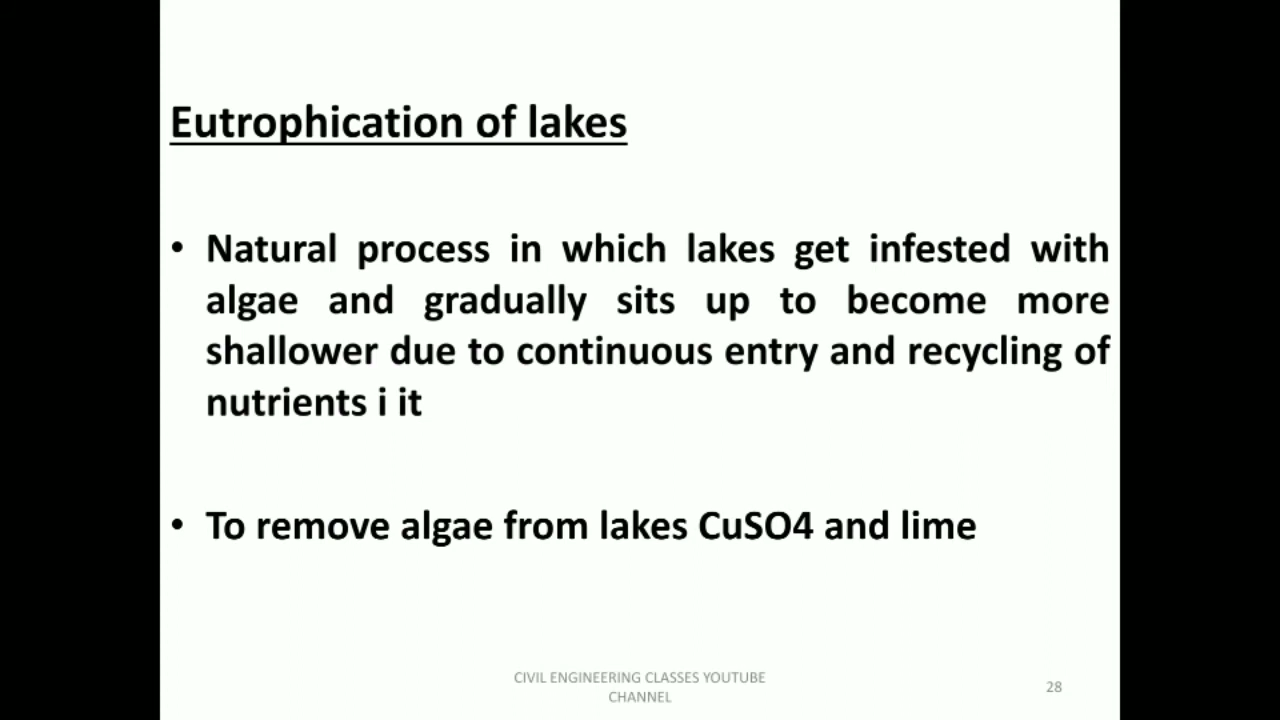 Eutrophication of lakes
• Natural process in which lakes get infested with
algae and gradually sits up to become more
shallower due to continuous entry and recycling of
nutrients i it
• To remove algae from lakes CuSO4 and lime
CIVIL ENGINEERING CLASSES YOUTUBE
CHANNEL
28